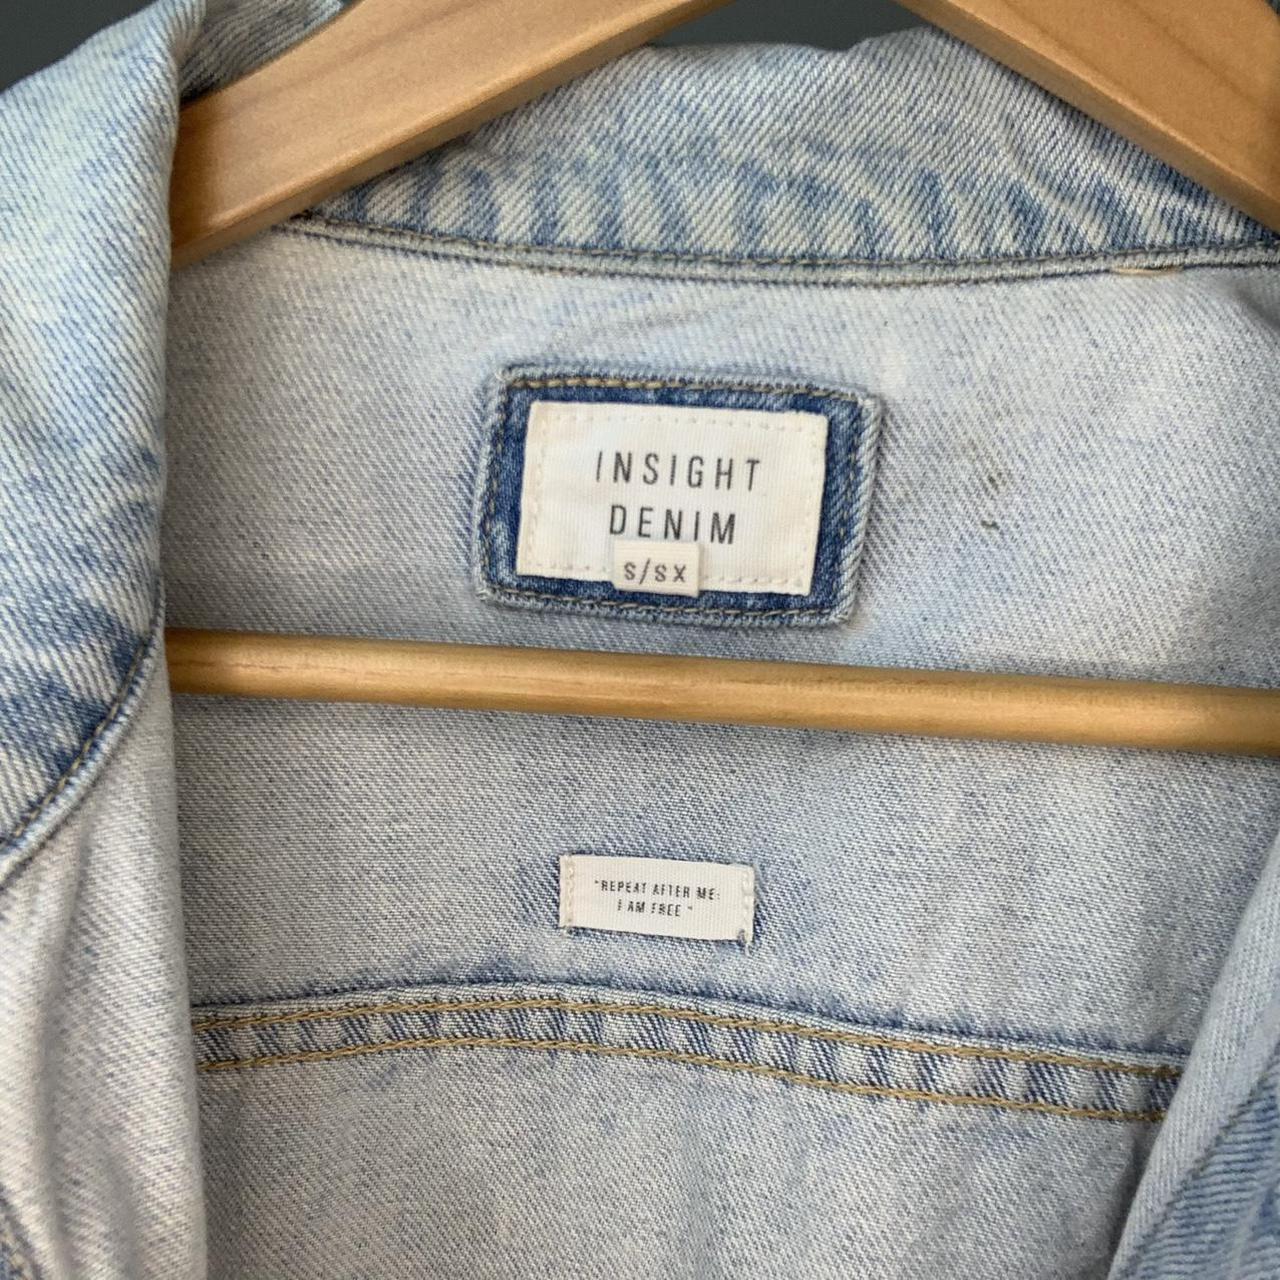 INSIGHT
DENIM
S/SX
"REPEAT AFTER ME:
I AM FREE "